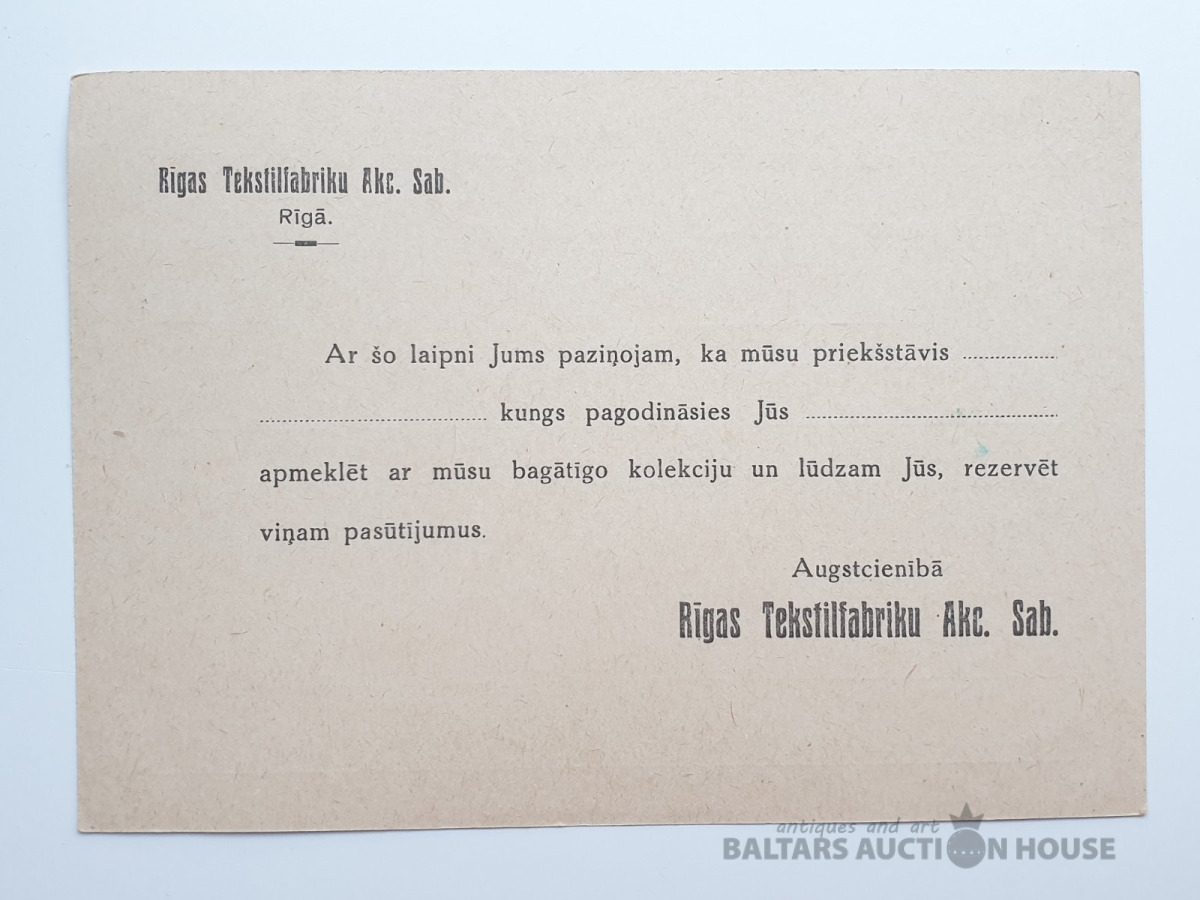 Rīgas Tekstilfabriku Akc. Sab.
Rīgā.
Ar šo laipni Jums paziņojam, ka mūsu priekšstāvis ................
................................ kungs pagodināsies Jūs ................................
apmeklēt ar mūsu bagātīgo kolekciju un lūdzam Jūs, rezervēt
viņam pasūtījumus.
Augstcienībā
Rīgas Tekstilfabriku Akc. Sab.
antiques and art
BALTARS AUCTION HOUSE